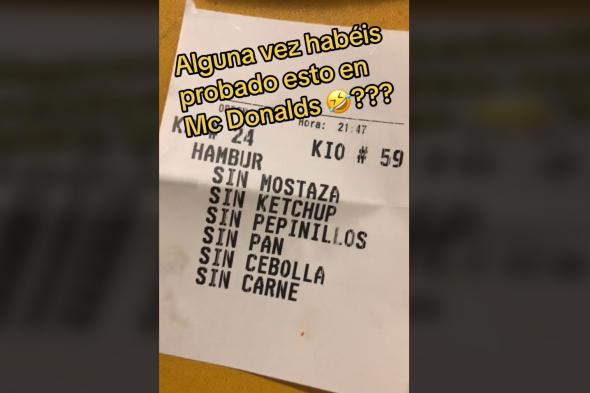 Alguna vez habéis
probado esto en
Mc Donalds 🤣???
Hora: 21:47
# 24
KIO # 59
HAMBUR
SIN MOSTAZA
SIN KETCHUP
SIN PEPINILLOS
SIN PAN
SIN CEBOLLA
SIN CARNE